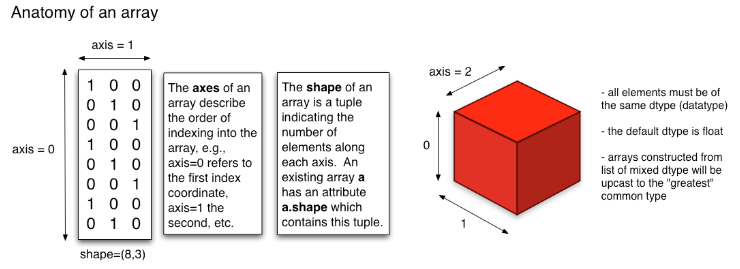 Anatomy of an array
axis = 1
axis = 0
1 0 0
0 1 0
0 0 1
1 0 0
0 1 0
0 0 1
1 0 0
0 1 0
shape=(8,3)
The axes of an
array describe
the order of
indexing into the
array, e.g.,
axis=0 refers to
the first index
coordinate,
axis=1 the
second, etc.
The shape of an
array is a tuple
indicating the
number of
elements along
each axis. An
existing array a
has an attribute
a.shape which
contains this tuple.
axis = 2
0
1
- all elements must be of
the same dtype (datatype)
- the default dtype is float
- arrays constructed from
list of mixed dtype will be
upcast to the "greatest"
common type